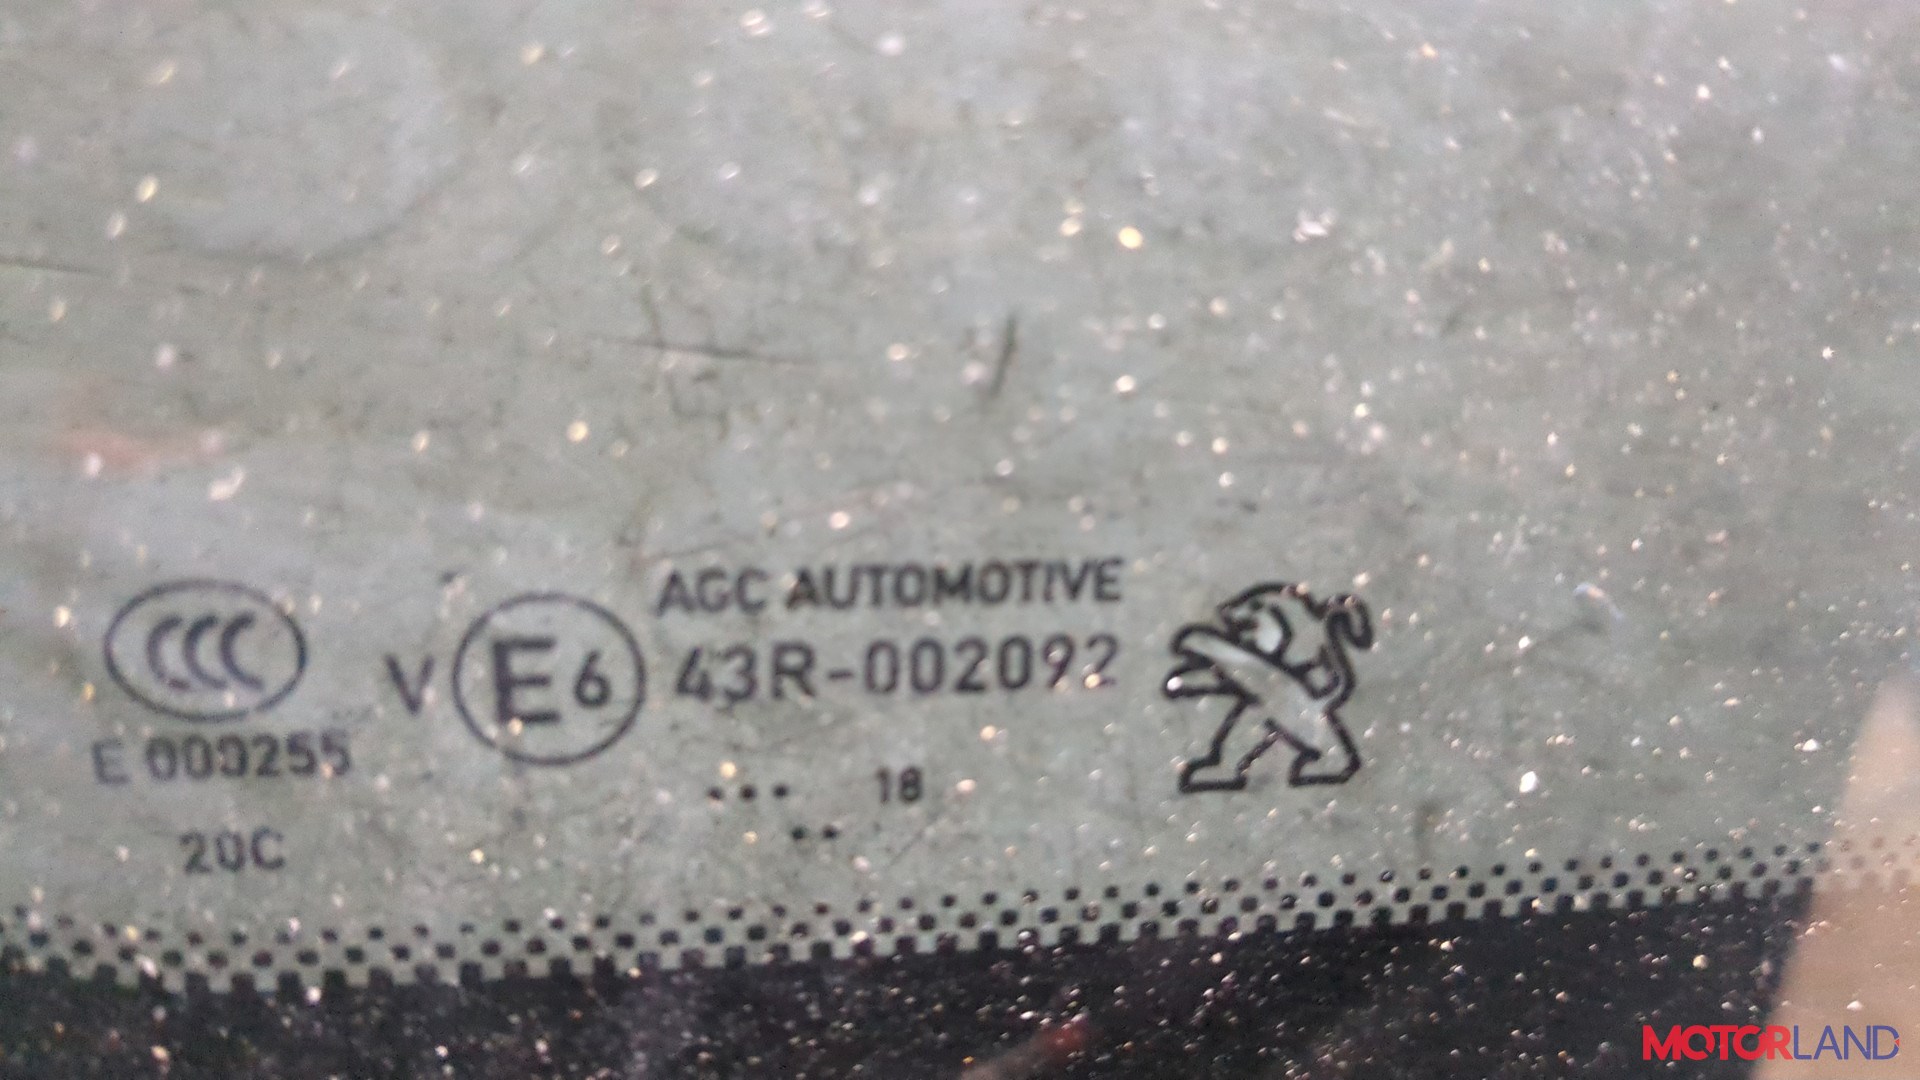 AGC AUTOMOTIVE
CCC
V E6 43R-002092
E 000255
... 18
..
20C
MOTORLAND